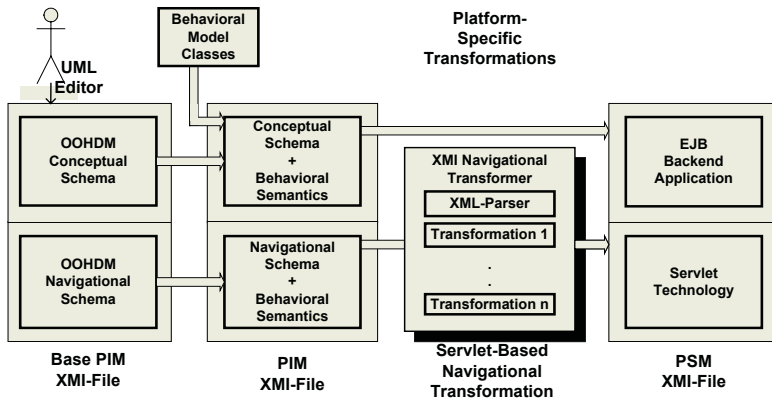 Behavioral
Model
Classes
Platform-
Specific
Transformations
UML
Editor
OOHDM
Conceptual
Schema
Conceptual
Schema
+
Behavioral
Semantics
XMI Navigational
Transformer
XML-Parser
Transformation 1
.
.
Transformation n
EJB
Backend
Application
OOHDM
Navigational
Schema
Navigational
Schema
+
Behavioral
Semantics
Servlet
Technology
Base PIM
XMI-File
PIM
XMI-File
Servlet-Based
Navigational
Transformation
PSM
XMI-File